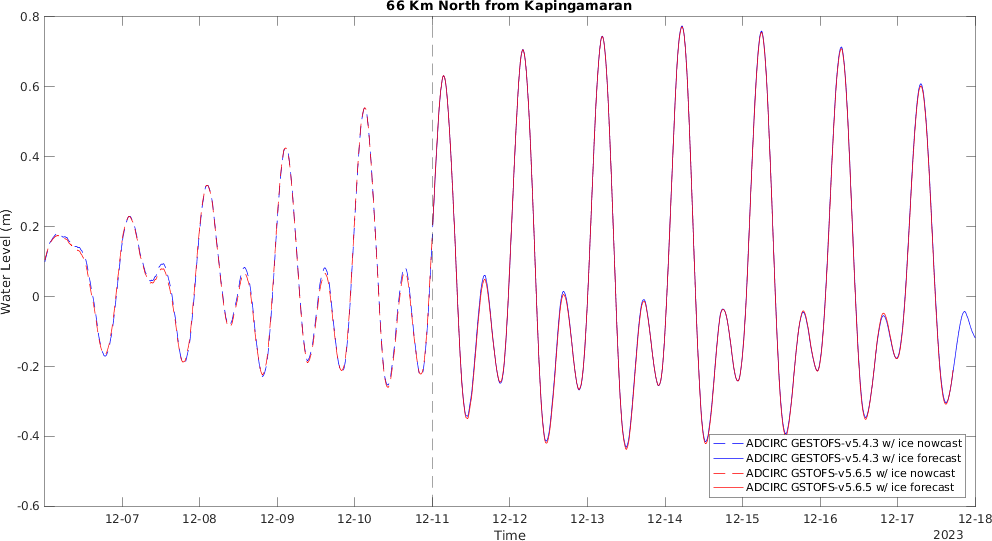 66 Km North from Kapingamaran
0.8
0.6
0.4
0.2
0
-0.2
-0.4
-0.6
Water Level (m)
ADCIRC GESTOFS-v5.4.3 w/ ice nowcast
ADCIRC GESTOFS-v5.4.3 w/ ice forecast
ADCIRC GSTOFS-v5.6.5 w/ ice nowcast
ADCIRC GSTOFS-v5.6.5 w/ ice forecast
12-07 12-08 12-09 12-10 12-11 12-12 12-13 12-14 12-15 12-16 12-17 12-18
Time
2023